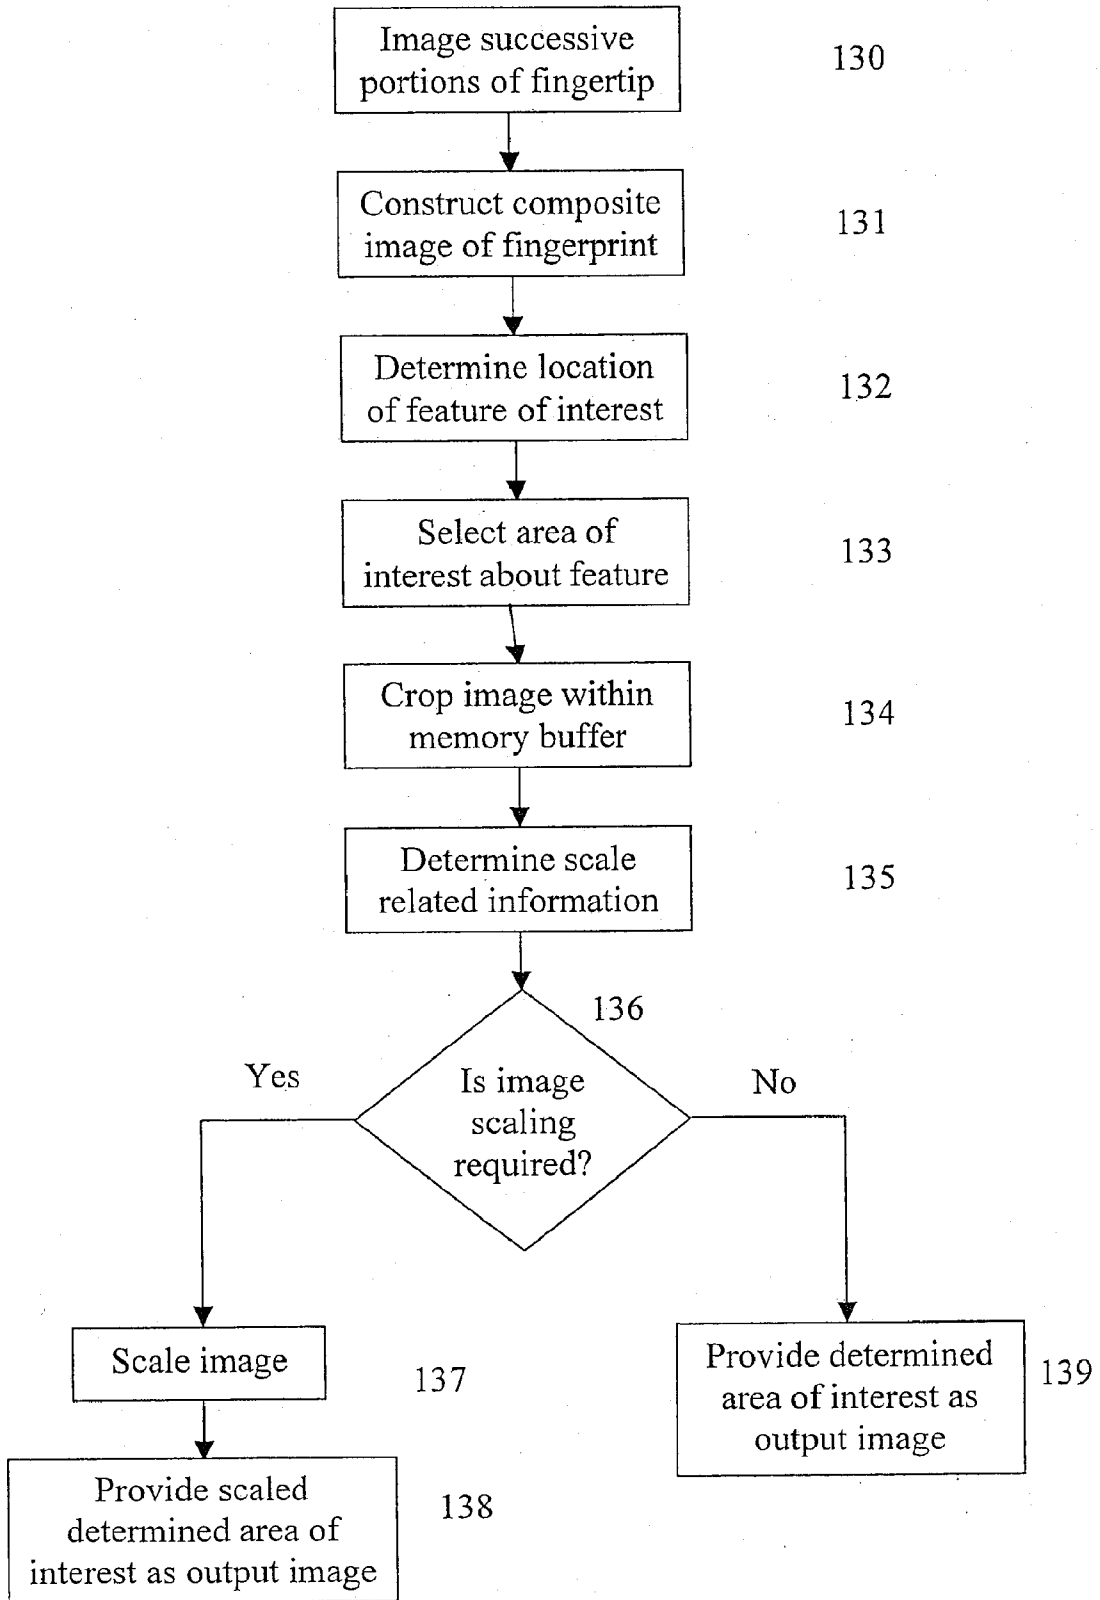 Image successive
portions of fingertip
130
Construct composite
image of fingerprint
131
Determine location
of feature of interest
132
Select area of
interest about feature
133
Crop image within
memory buffer
134
Determine scale
related information
135
136
Yes
Is image
scaling
required?
No
Scale image
137
Provide determined
area of interest as
output image
139
Provide scaled
determined area of
interest as output image
138